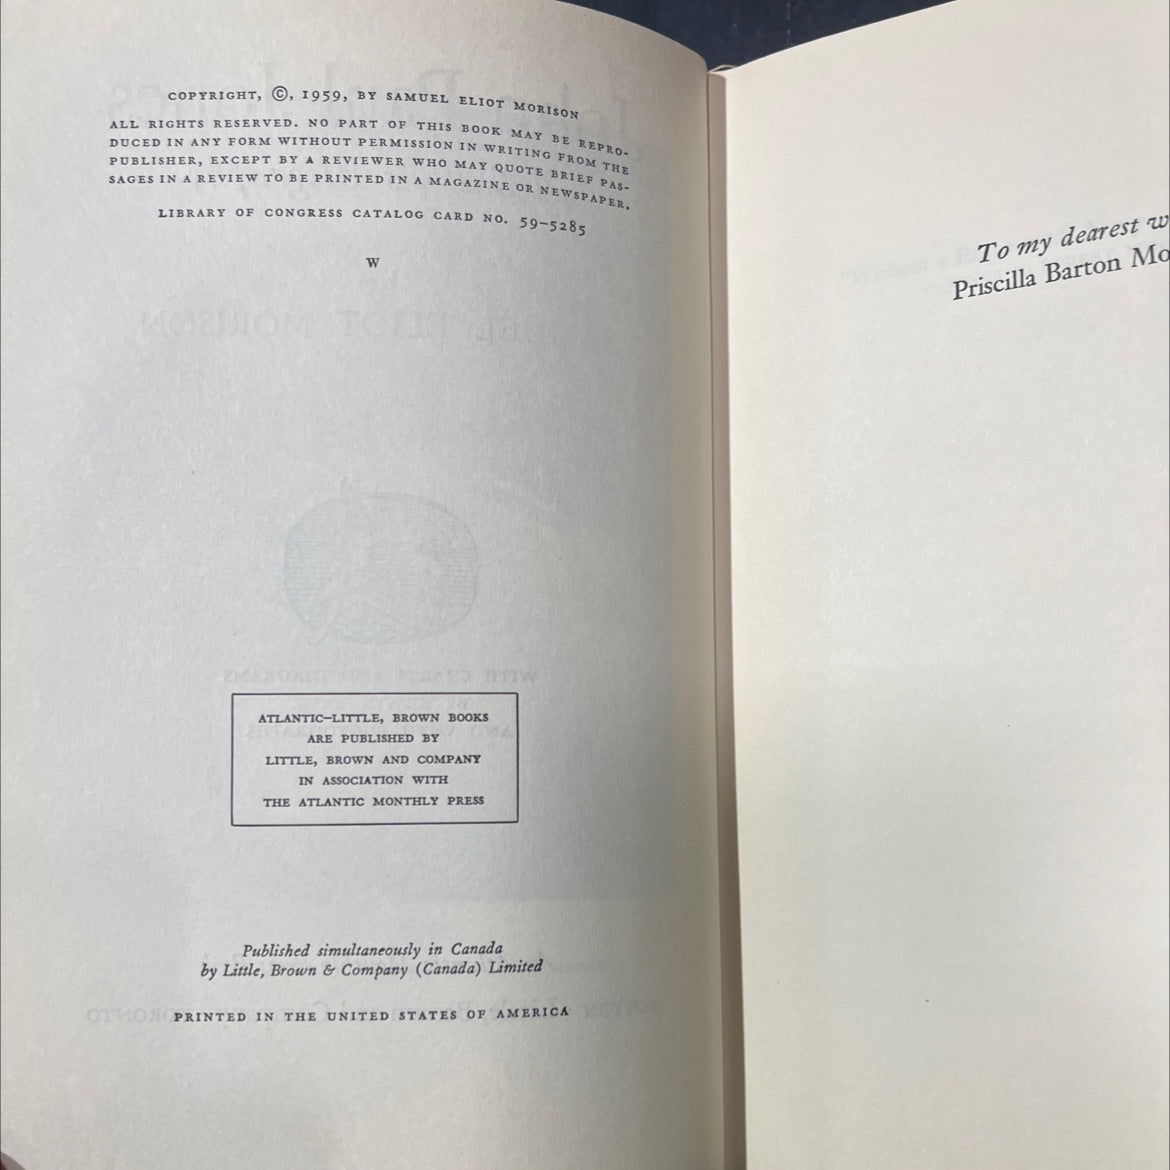 COPYRIGHT, ©, 1959, BY SAMUEL ELIOT MORISON
ALL RIGHTS RESERVED. NO PART OF THIS BOOK MAY BE REPRO-
DUCED IN ANY FORM WITHOUT PERMISSION IN WRITING FROM THE
PUBLISHER, EXCEPT BY A REVIEWER WHO MAY QUOTE BRIEF PAS-
SAGES IN A REVIEW TO BE PRINTED IN A MAGAZINE OR NEWSPAPER.
LIBRARY OF CONGRESS CATALOG CARD NO. 59-5285
W
ATLANTIC–LITTLE, BROWN BOOKS
ARE PUBLISHED BY
LITTLE, BROWN AND COMPANY
IN ASSOCIATION WITH
THE ATLANTIC MONTHLY PRESS
Published simultaneously in Canada
by Little, Brown & Company (Canada) Limited
PRINTED IN THE UNITED STATES OF AMERICA
To my dearest w
Priscilla Barton Mo